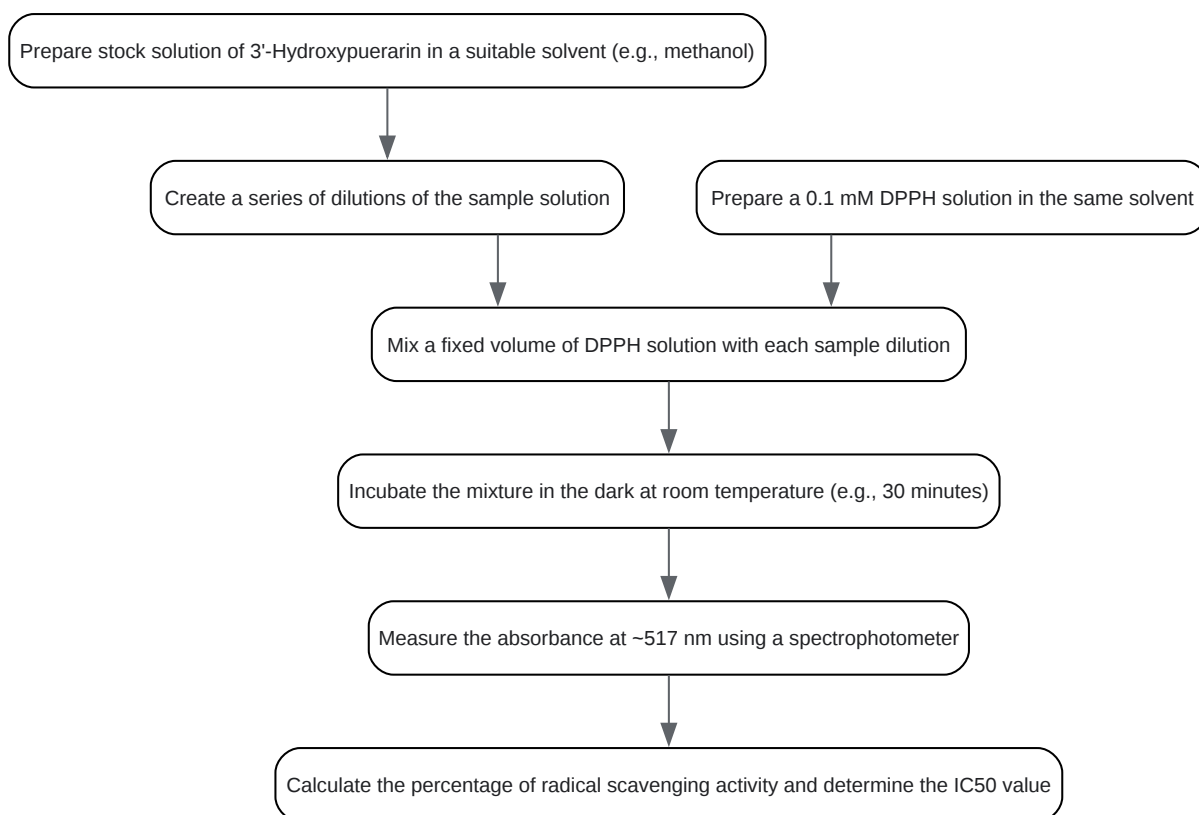 Prepare stock solution of 3'-Hydroxypuerarin in a suitable solvent (e.g., methanol)
Create a series of dilutions of the sample solution
Prepare a 0.1 mM DPPH solution in the same solvent
Mix a fixed volume of DPPH solution with each sample dilution
Incubate the mixture in the dark at room temperature (e.g., 30 minutes)
Measure the absorbance at ~517 nm using a spectrophotometer
Calculate the percentage of radical scavenging activity and determine the IC50 value